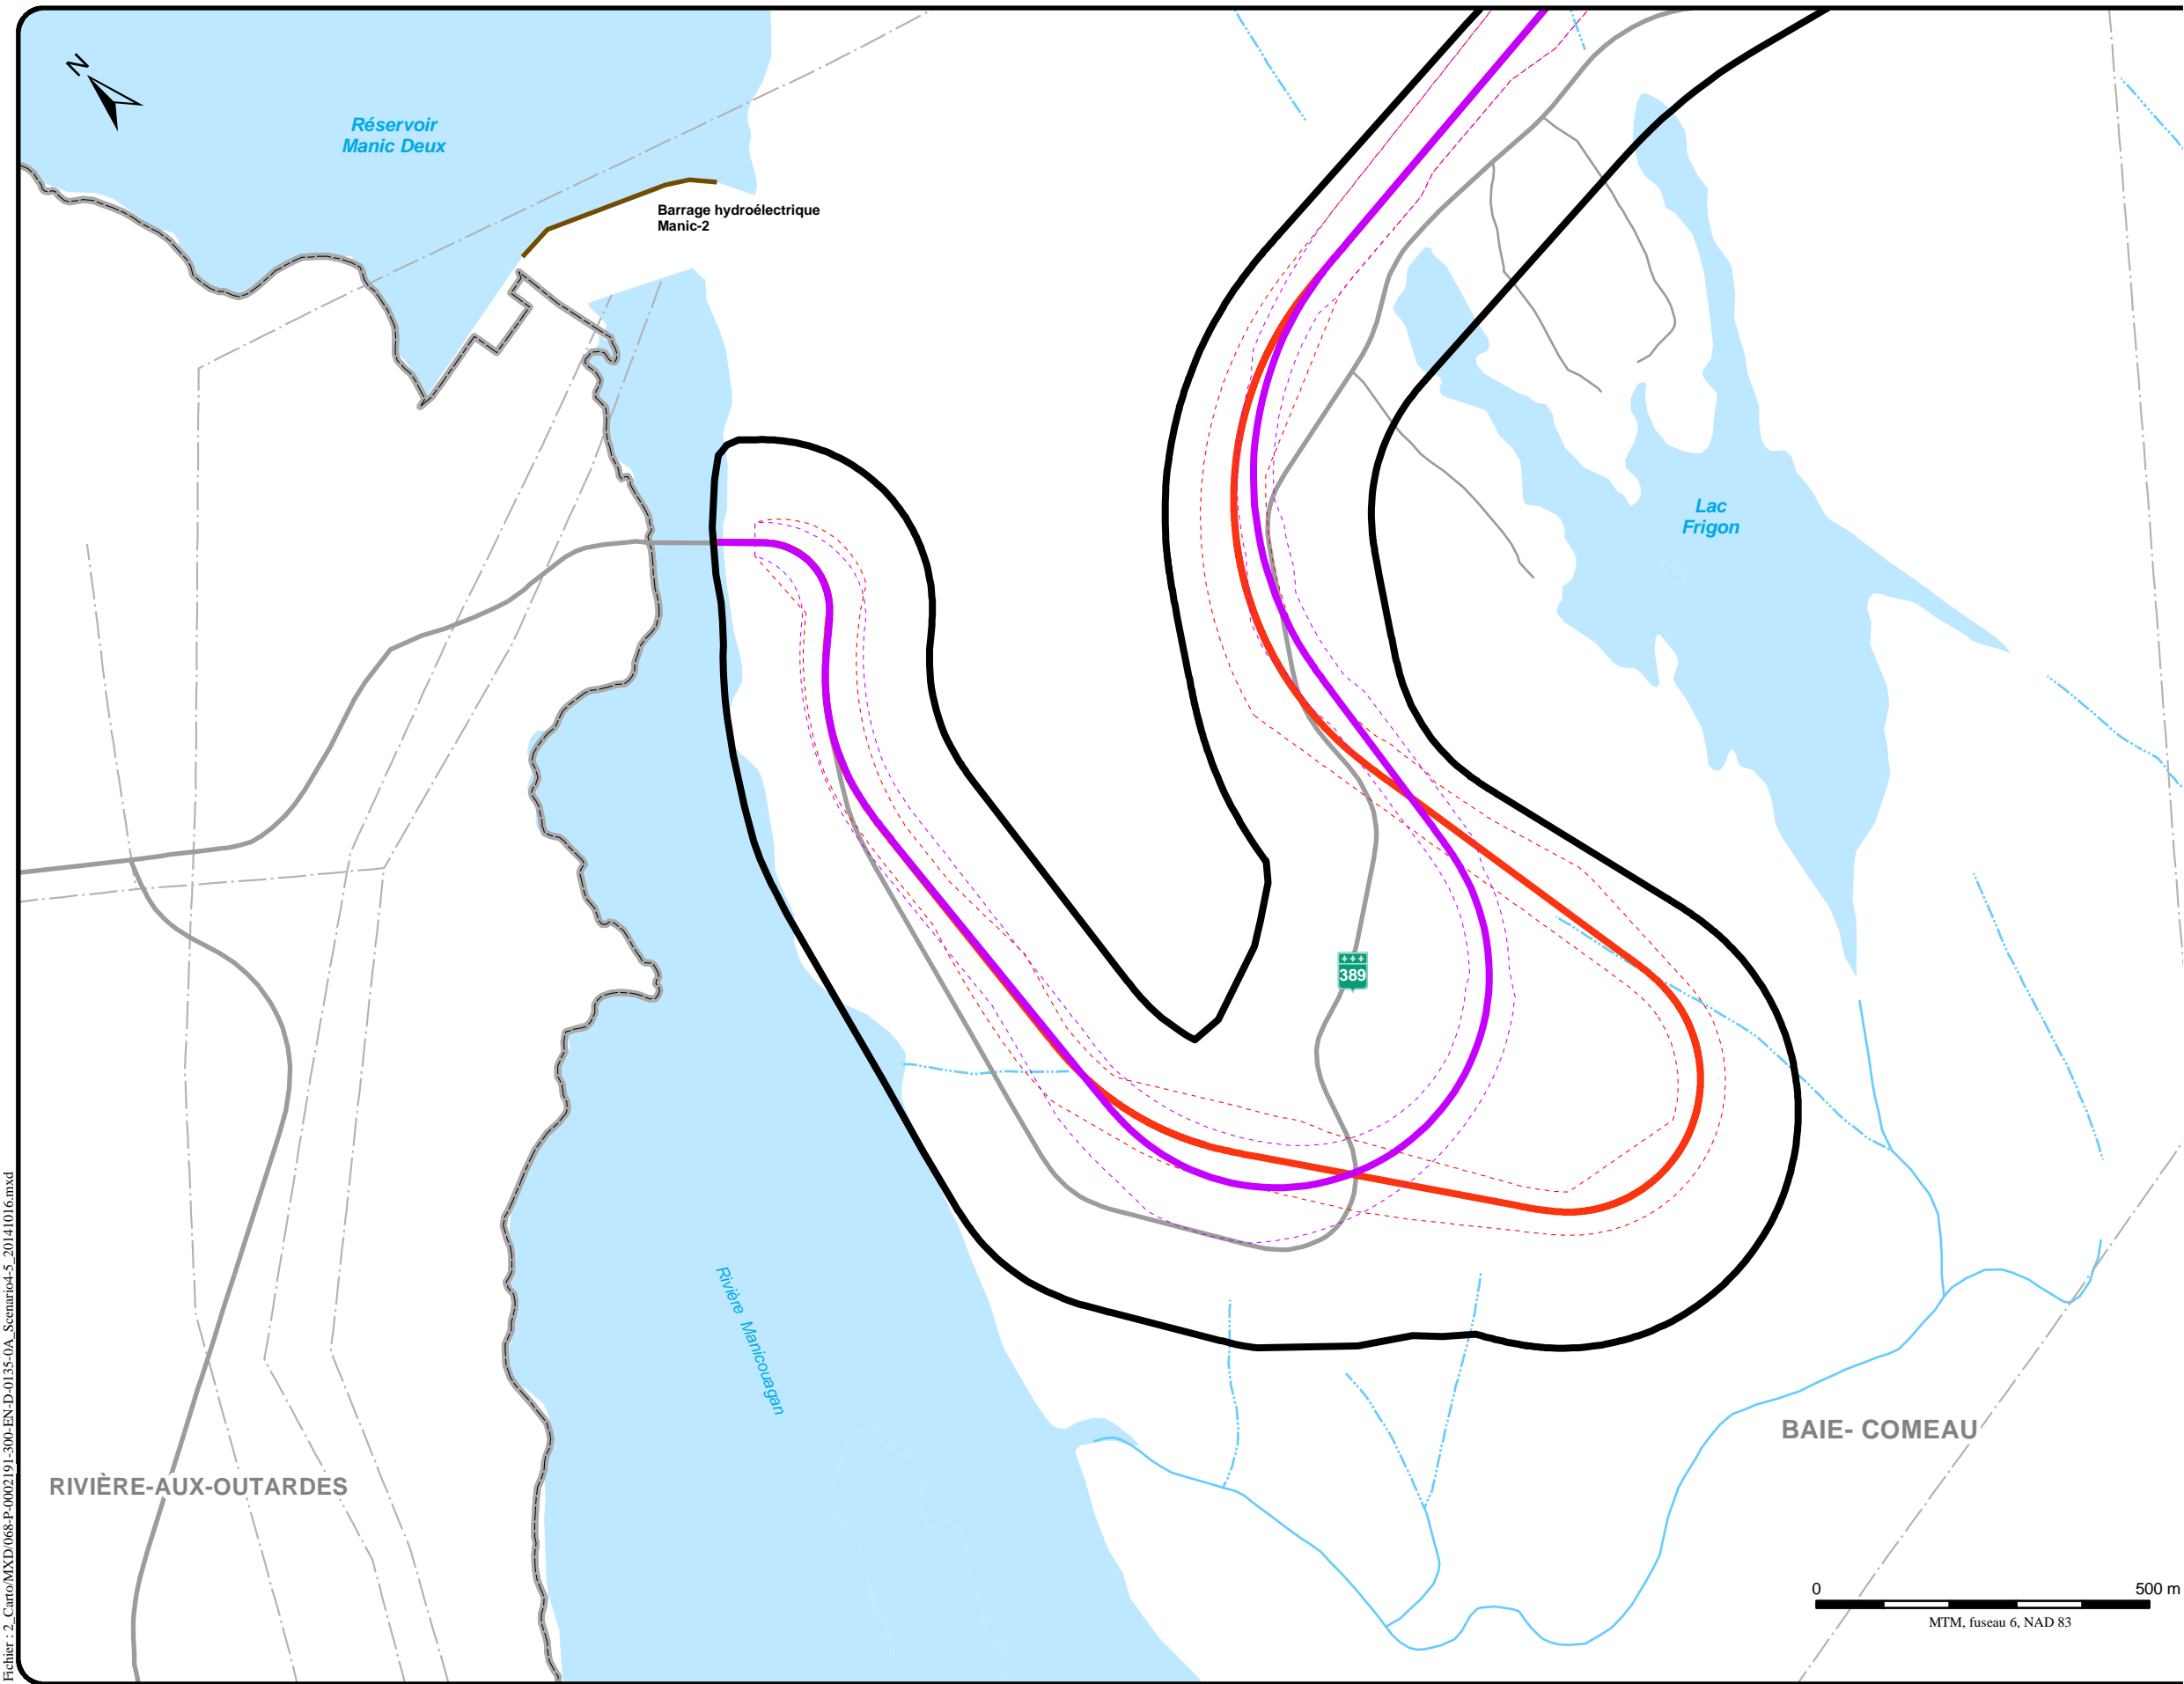 N
Réservoir
Manic Deux
Barrage hydroélectrique
Manic-2
Lac
Frigon
389
Rivière Manicouagan
BAIE- COMEAU
RIVIÈRE-AUX-OUTARDES
0 500 m
MTM, fuseau 6, NAD 83
Fichier : 2_Carto/MXD/068-P-0002191-300-EN-D-0135-0A_Scenario4-5_20141016.mxd